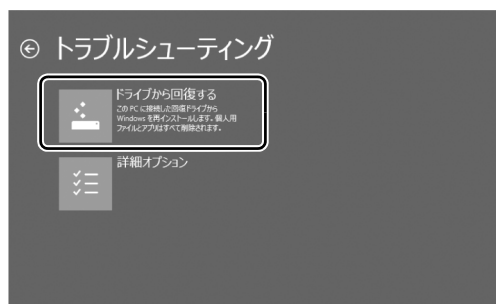 トラブルシューティング
ドライブから回復する
この PC に接続した回復ドライブから
Windows を再インストールします。個人用
ファイルとアプリはすべて削除されます。
詳細オプション